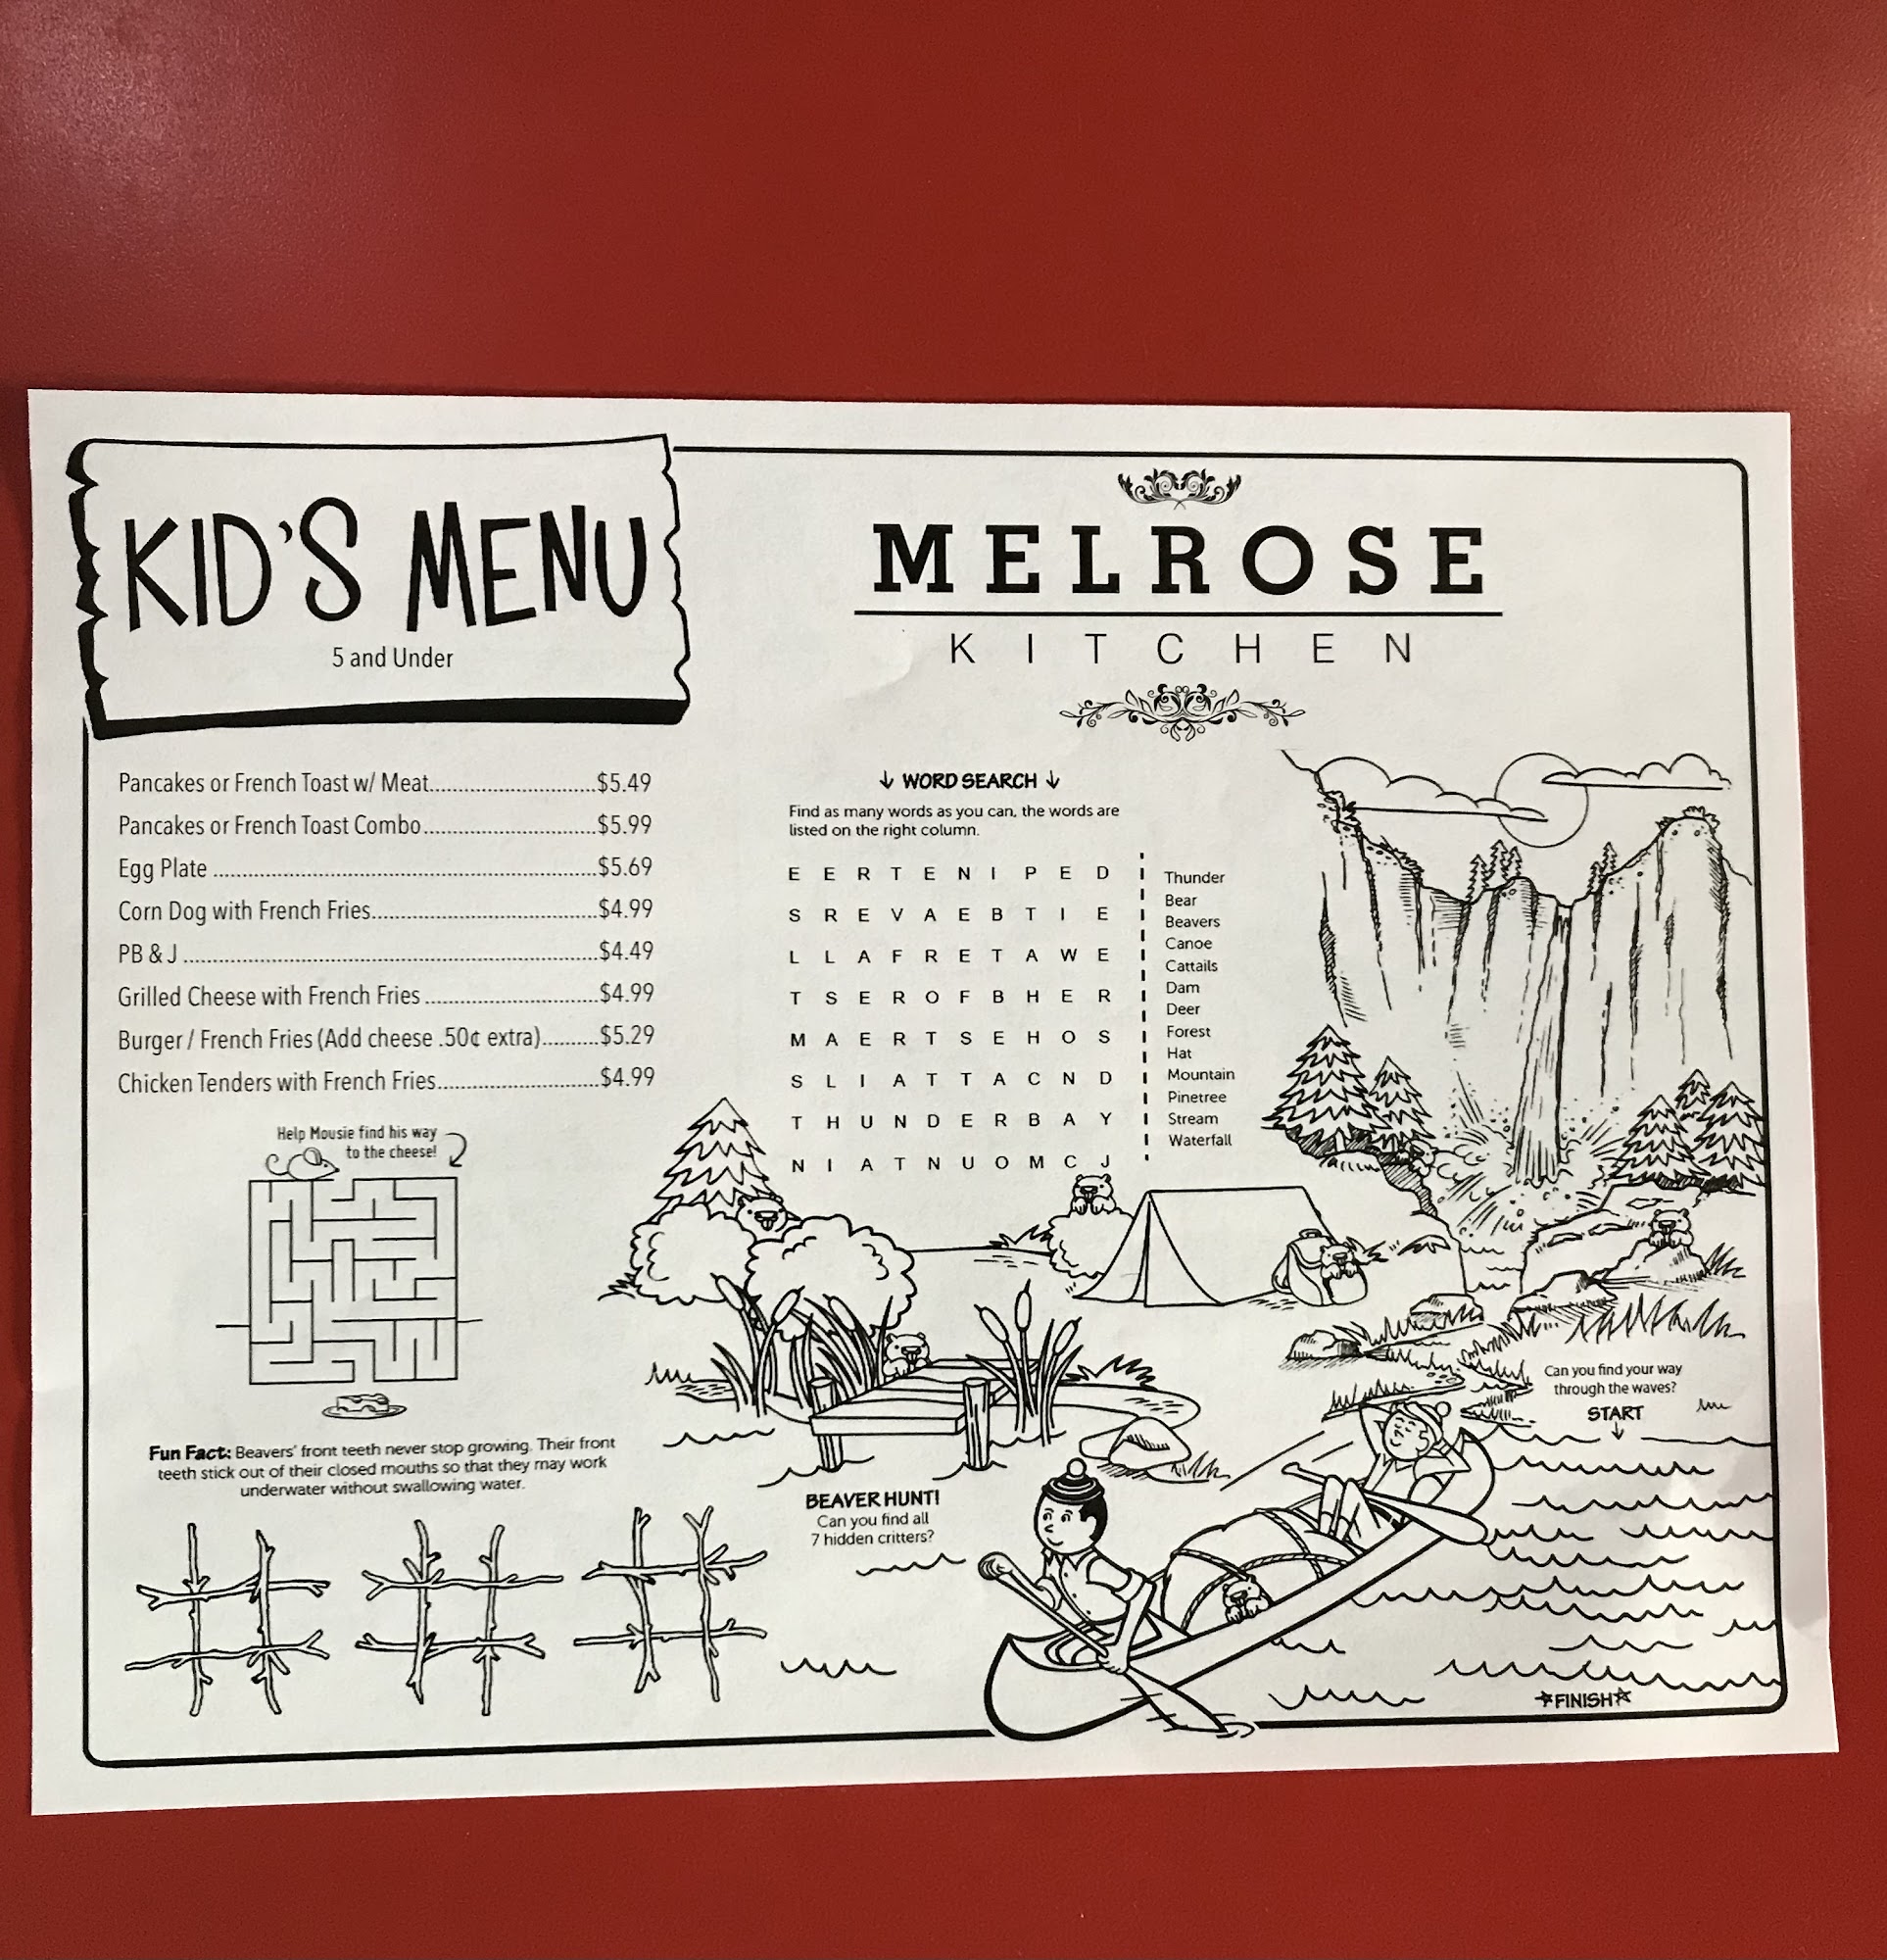 KID'S MENU
5 and Under
MELROSE
KITCHEN
Pancakes or French Toast w/ Meat............................$5.49
Pancakes or French Toast Combo.............................$5.99
Egg Plate ................................................................$5.69
Corn Dog with French Fries......................................$4.99
PB & J ......................................................................$4.49
Grilled Cheese with French Fries .............................$4.99
Burger / French Fries (Add cheese .50¢ extra)..........$5.29
Chicken Tenders with French Fries...........................$4.99
Help Mousie find his way
to the cheese!
Fun Fact: Beavers' front teeth never stop growing. Their front
teeth stick out of their closed mouths so that they may work
underwater without swallowing water.
↓ WORD SEARCH ↓
Find as many words as you can, the words are
listed on the right column.
E E R T E N I P E D
S R E V A E B T I E
L L A F R E T A W E
T S E R O F B H E R
M A E R T S E H O S
S L I A T T A C N D
T H U N D E R B A Y
N I A T N U O M C J
Thunder
Bear
Beavers
Canoe
Cattails
Dam
Deer
Forest
Hat
Mountain
Pinetree
Stream
Waterfall
BEAVER HUNT!
Can you find all
7 hidden critters?
Can you find your way
through the waves?
START
FINISH